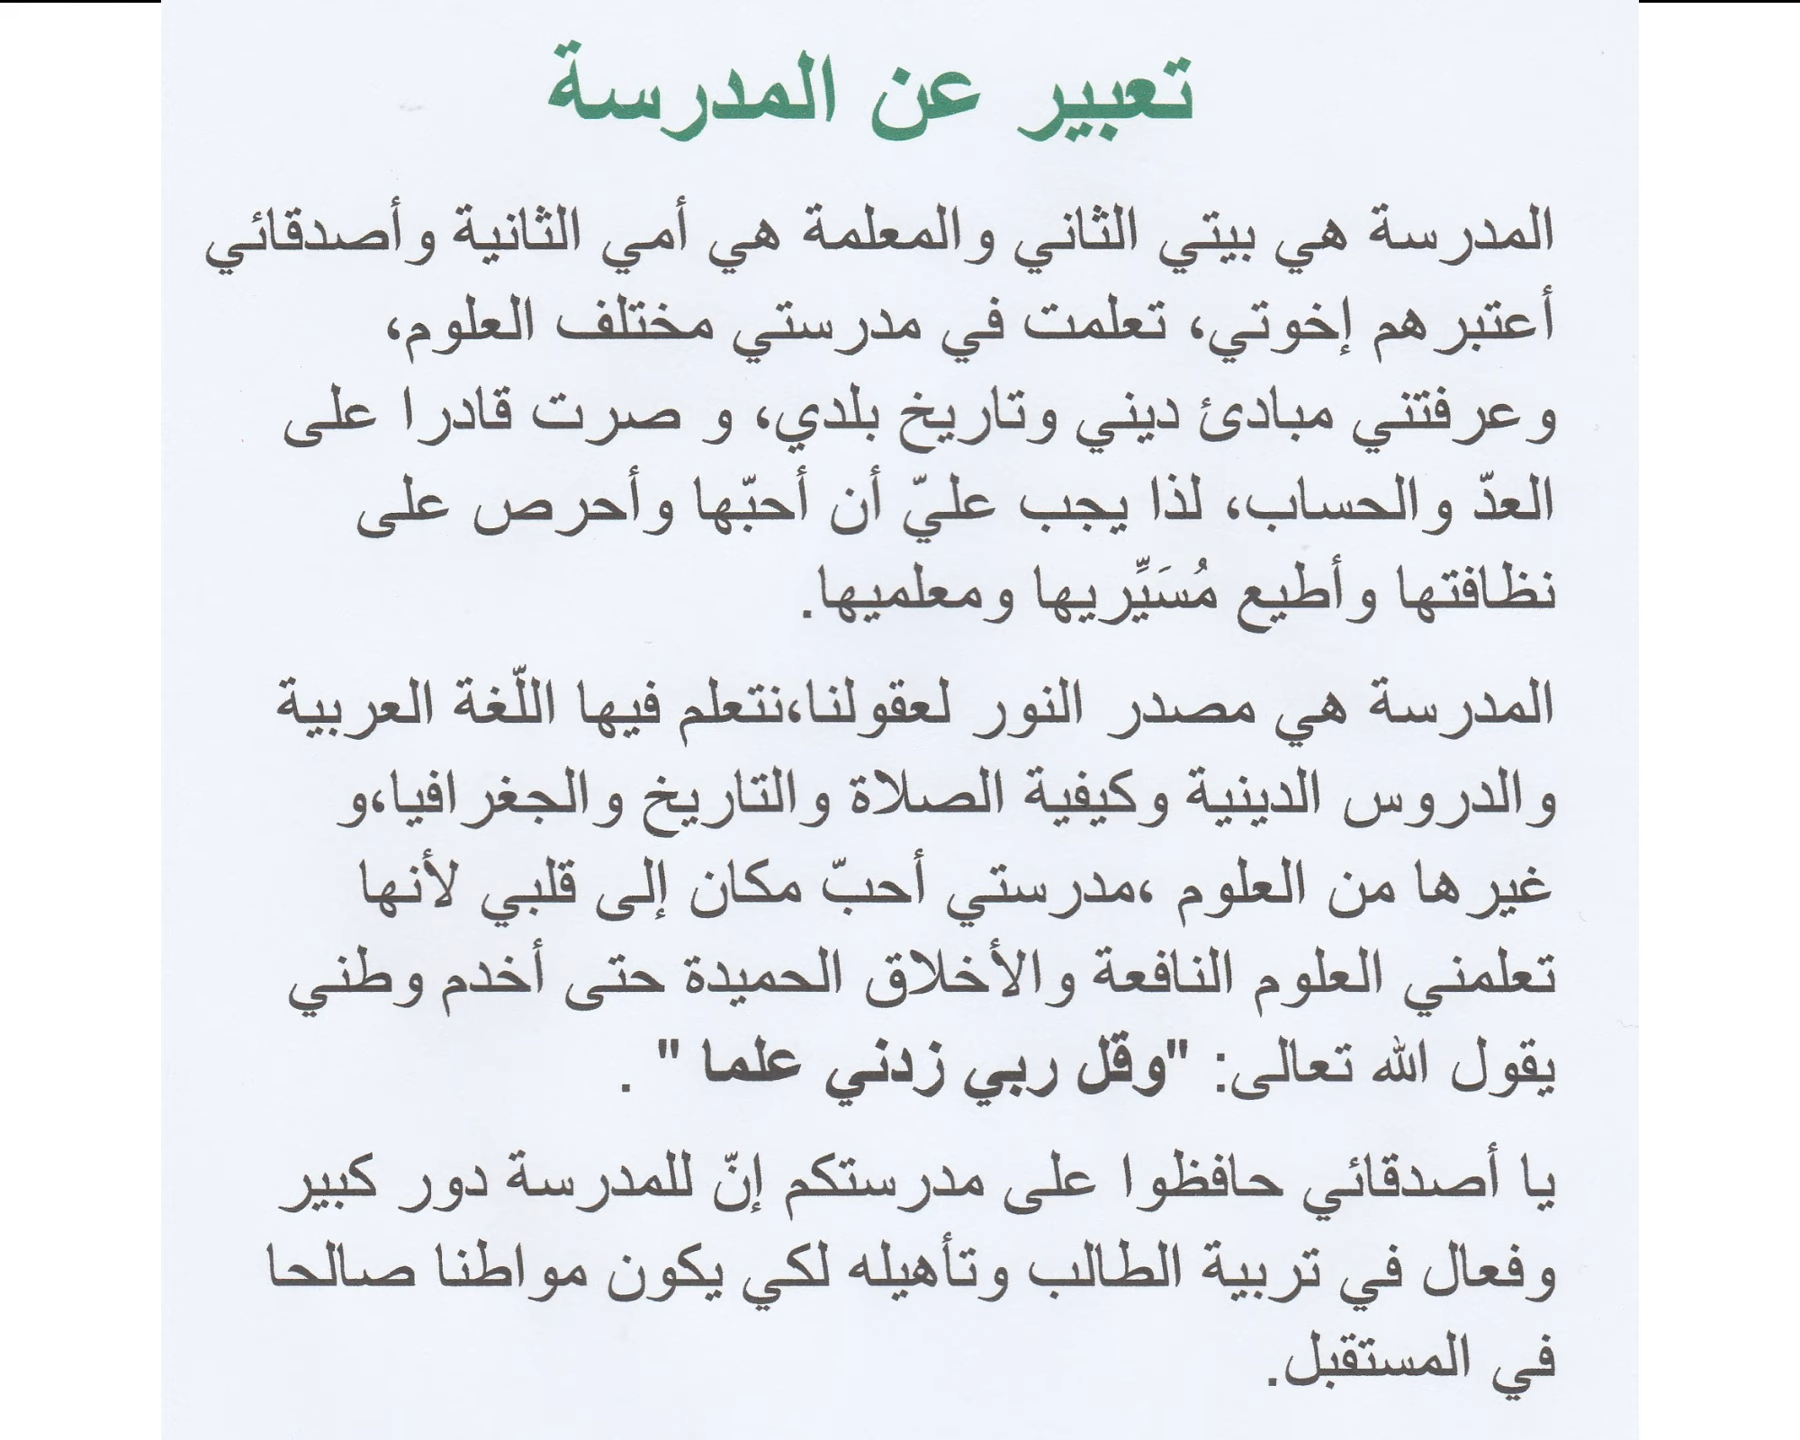 تعبير عن المدرسة
المدرسة هي بيتي الثاني والمعلمة هي أمي الثانية وأصدقائي
أعتبرهم إخوتي، تعلمت في مدرستي مختلف العلوم،
وعرفتني مبادئ ديني وتاريخ بلدي، و صرت قادرا على
العدّ والحساب، لذا يجب عليّ أن أحبّها وأحرص على
نظافتها وأطيع مُسَيِّريها ومعلميها.
المدرسة هي مصدر النور لعقولنا،نتعلم فيها اللّغة العربية
والدروس الدينية وكيفية الصلاة والتاريخ والجغرافيا،و
غيرها من العلوم ،مدرستي أحبّ مكان إلى قلبي لأنها
تعلمني العلوم النافعة والأخلاق الحميدة حتى أخدم وطني
يقول الله تعالى: "وقل ربي زدني علما " .
يا أصدقائي حافظوا على مدرستكم إنّ للمدرسة دور كبير
وفعال في تربية الطالب وتأهيله لكي يكون مواطنا صالحا
في المستقبل.